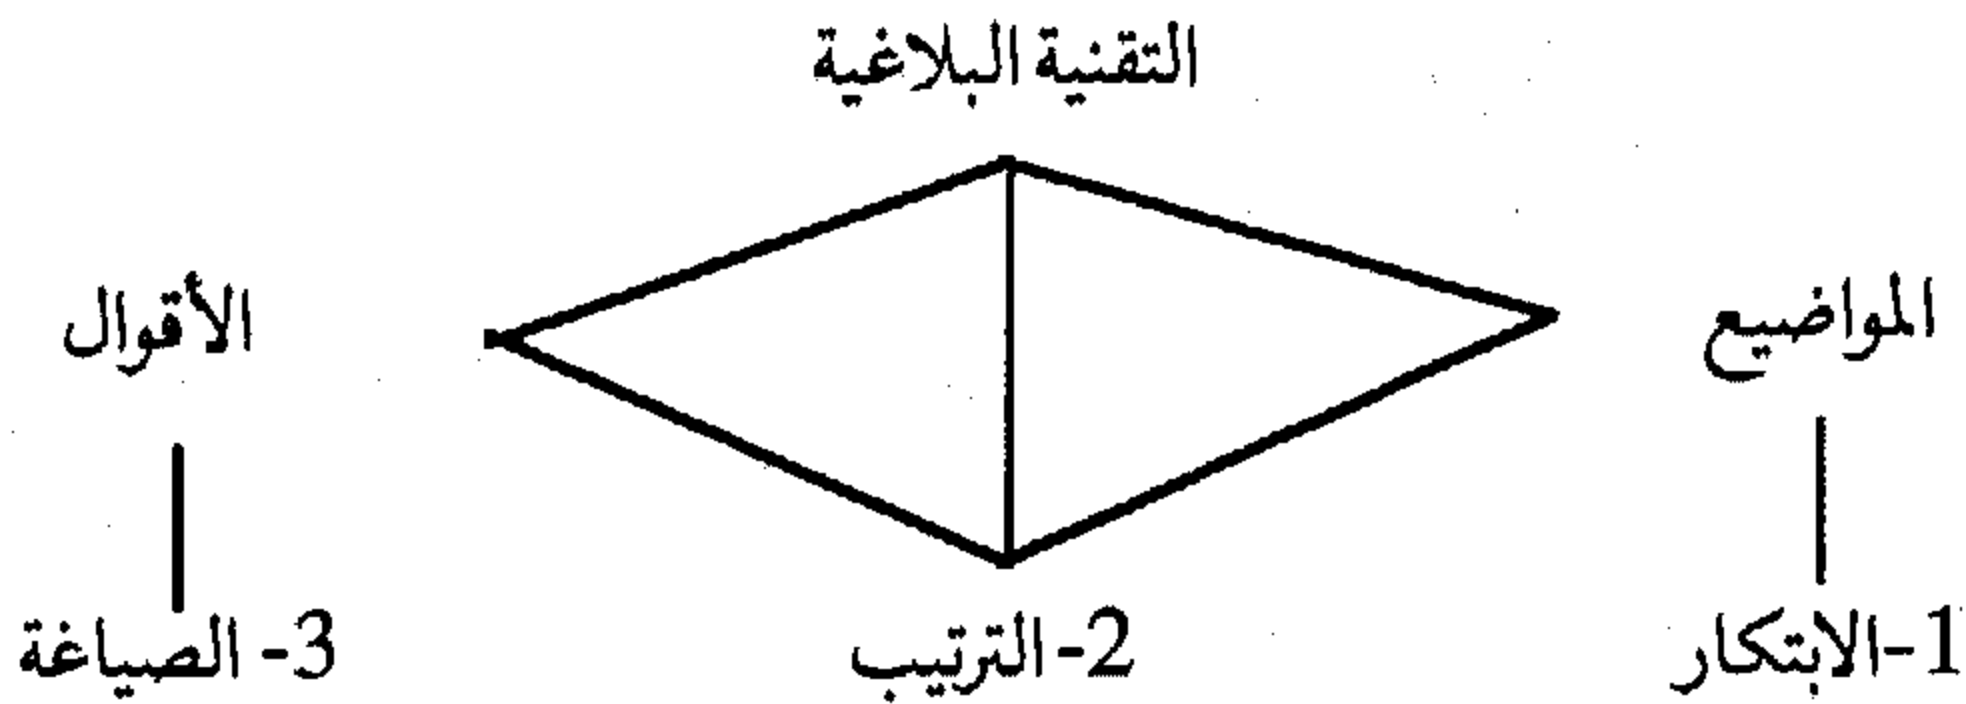 التقنية البلاغية
المواضيع
الأقوال
1-الابتكار
2-الترتيب
3- الصياغة